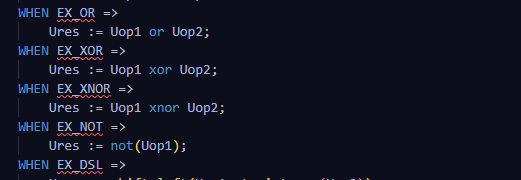 WHEN EX_OR =>
Ures := Uop1 or Uop2;
WHEN EX_XOR =>
Ures := Uop1 xor Uop2;
WHEN EX_XNOR =>
Ures := Uop1 xnor Uop2;
WHEN EX_NOT =>
Ures := not(Uop1);
WHEN EX_DSL =>